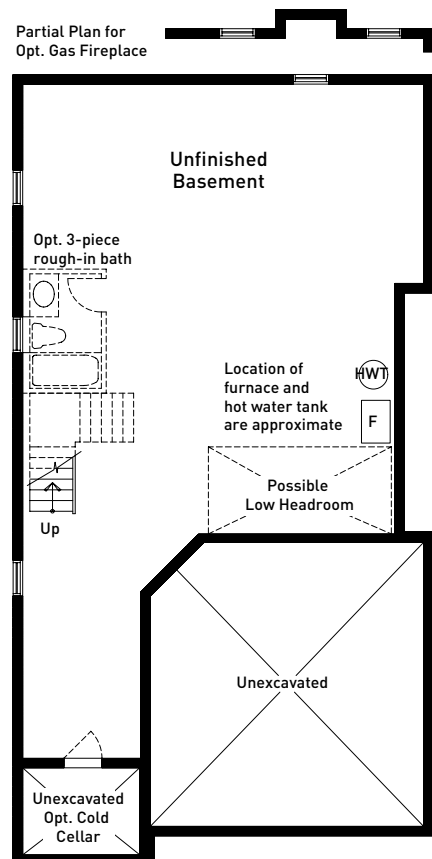 Partial Plan for
Opt. Gas Fireplace
Unfinished
Basement
Opt. 3-piece
rough-in bath
Location of
furnace and
hot water tank
are approximate
HWT
F
Possible
Low Headroom
Up
Unexcavated
Unexcavated
Opt. Cold
Cellar